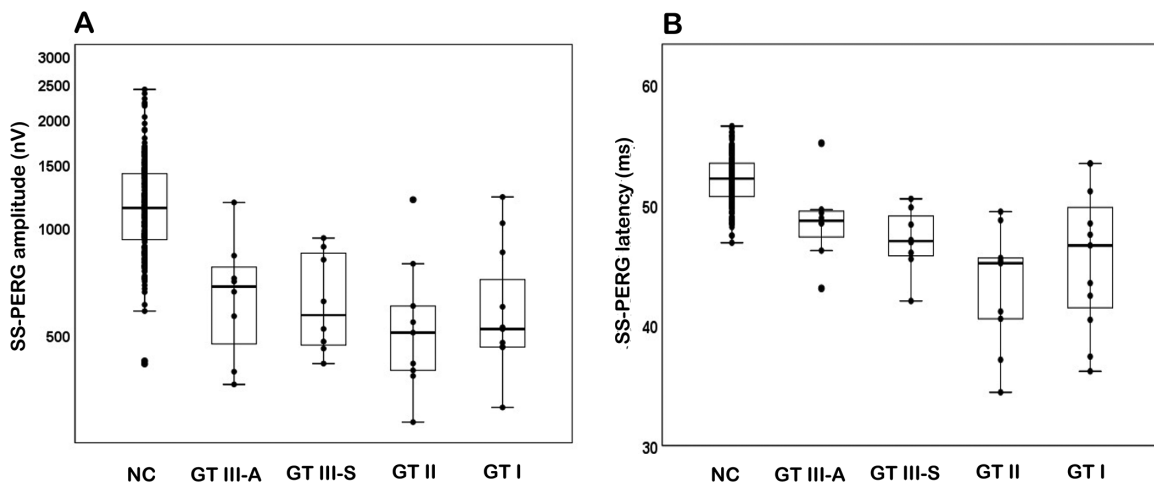 A
SS-PERG amplitude (nV)
3000
2500
2000
1500
1000
500
NC GT III-A GT III-S GT II GT I
B
SS-PERG latency (ms)
60
50
40
30
NC GT III-A GT III-S GT II GT I